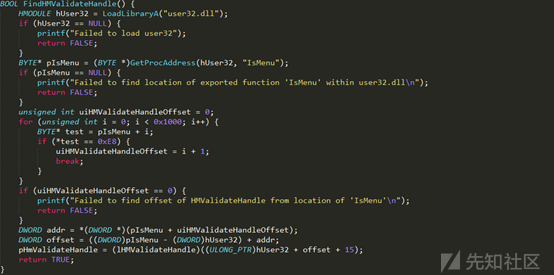 BOOL FindHMValidateHandle() {
HMODULE hUser32 = LoadLibraryA("user32.dll");
if (hUser32 == NULL) {
printf("Failed to load user32");
return FALSE;
}
BYTE* pIsMenu = (BYTE *)GetProcAddress(hUser32, "IsMenu");
if (pIsMenu == NULL) {
printf("Failed to find location of exported function 'IsMenu' within user32.dll\n");
return FALSE;
}
unsigned int uiHMValidateHandleOffset = 0;
for (unsigned int i = 0; i < 0x1000; i++) {
BYTE* test = pIsMenu + i;
if (*test == 0xE8) {
uiHMValidateHandleOffset = i + 1;
break;
}
}
if (uiHMValidateHandleOffset == 0) {
printf("Failed to find offset of HMValidateHandle from location of 'IsMenu'\n");
return FALSE;
}
DWORD addr = *(DWORD *)(pIsMenu + uiHMValidateHandleOffset);
DWORD offset = ((DWORD)pIsMenu - (DWORD)hUser32) + addr;
pHmValidateHandle = (lHMValidateHandle)((ULONG_PTR)hUser32 + offset + 15);
return TRUE;
}
先知社区